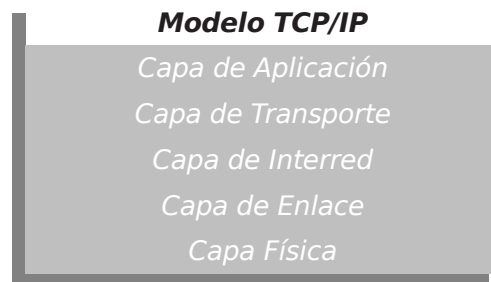 Modelo TCP/IP
Capa de Aplicación
Capa de Transporte
Capa de Interred
Capa de Enlace
Capa Física